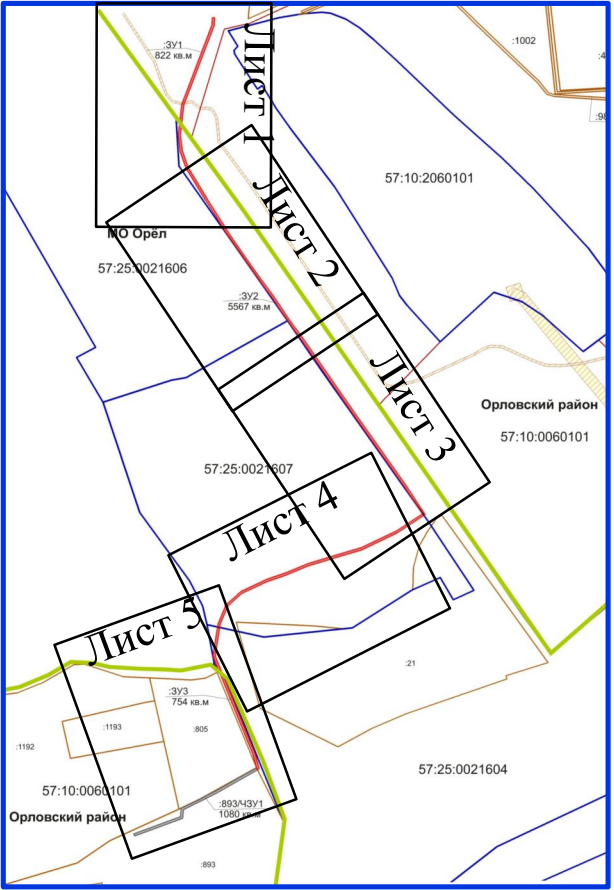 :ЗУ1
822 кв.м
Лист 1
:1002
57:10:2060101
МО Орёл
57:25:0021606
Лист 2
:ЗУ2
5567 кв.м
Лист 3
Орловский район
57:10:0060101
57:25:0021607
Лист 4
Лист 5
:21
:ЗУ3
754 кв.м
:1193
:805
:1192
57:25:0021604
57:10:0060101
:893/ЧЗУ1
1080 кв.м
Орловский район
:893